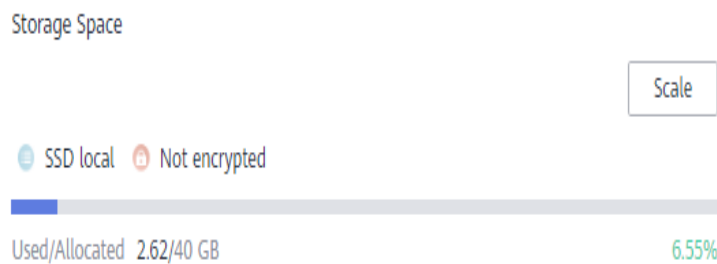 Storage Space
Scale
SSD local Not encrypted
Used/Allocated 2.62/40 GB 6.55%